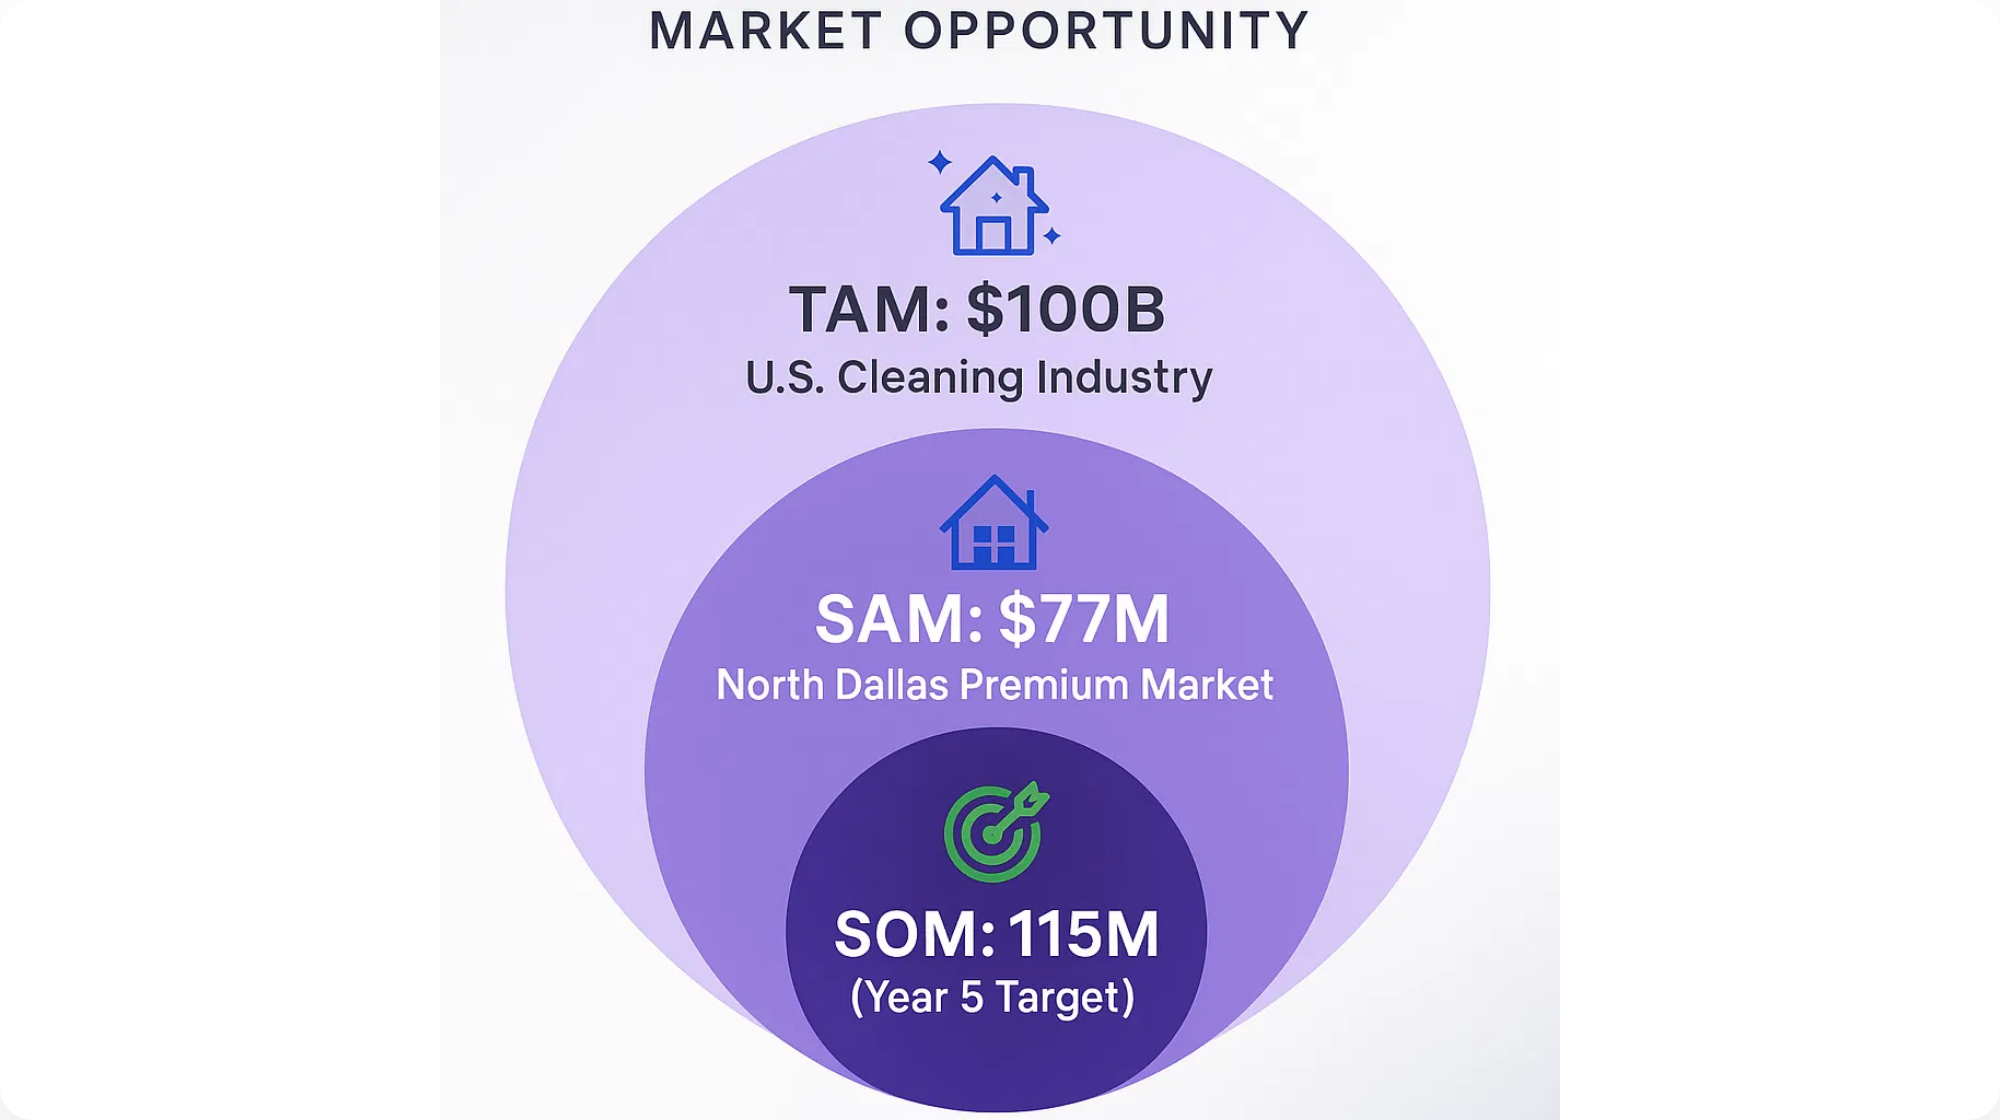 MARKET OPPORTUNITY
TAM: $100B
U.S. Cleaning Industry
SAM: $77M
North Dallas Premium Market
SOM: 115M
(Year 5 Target)